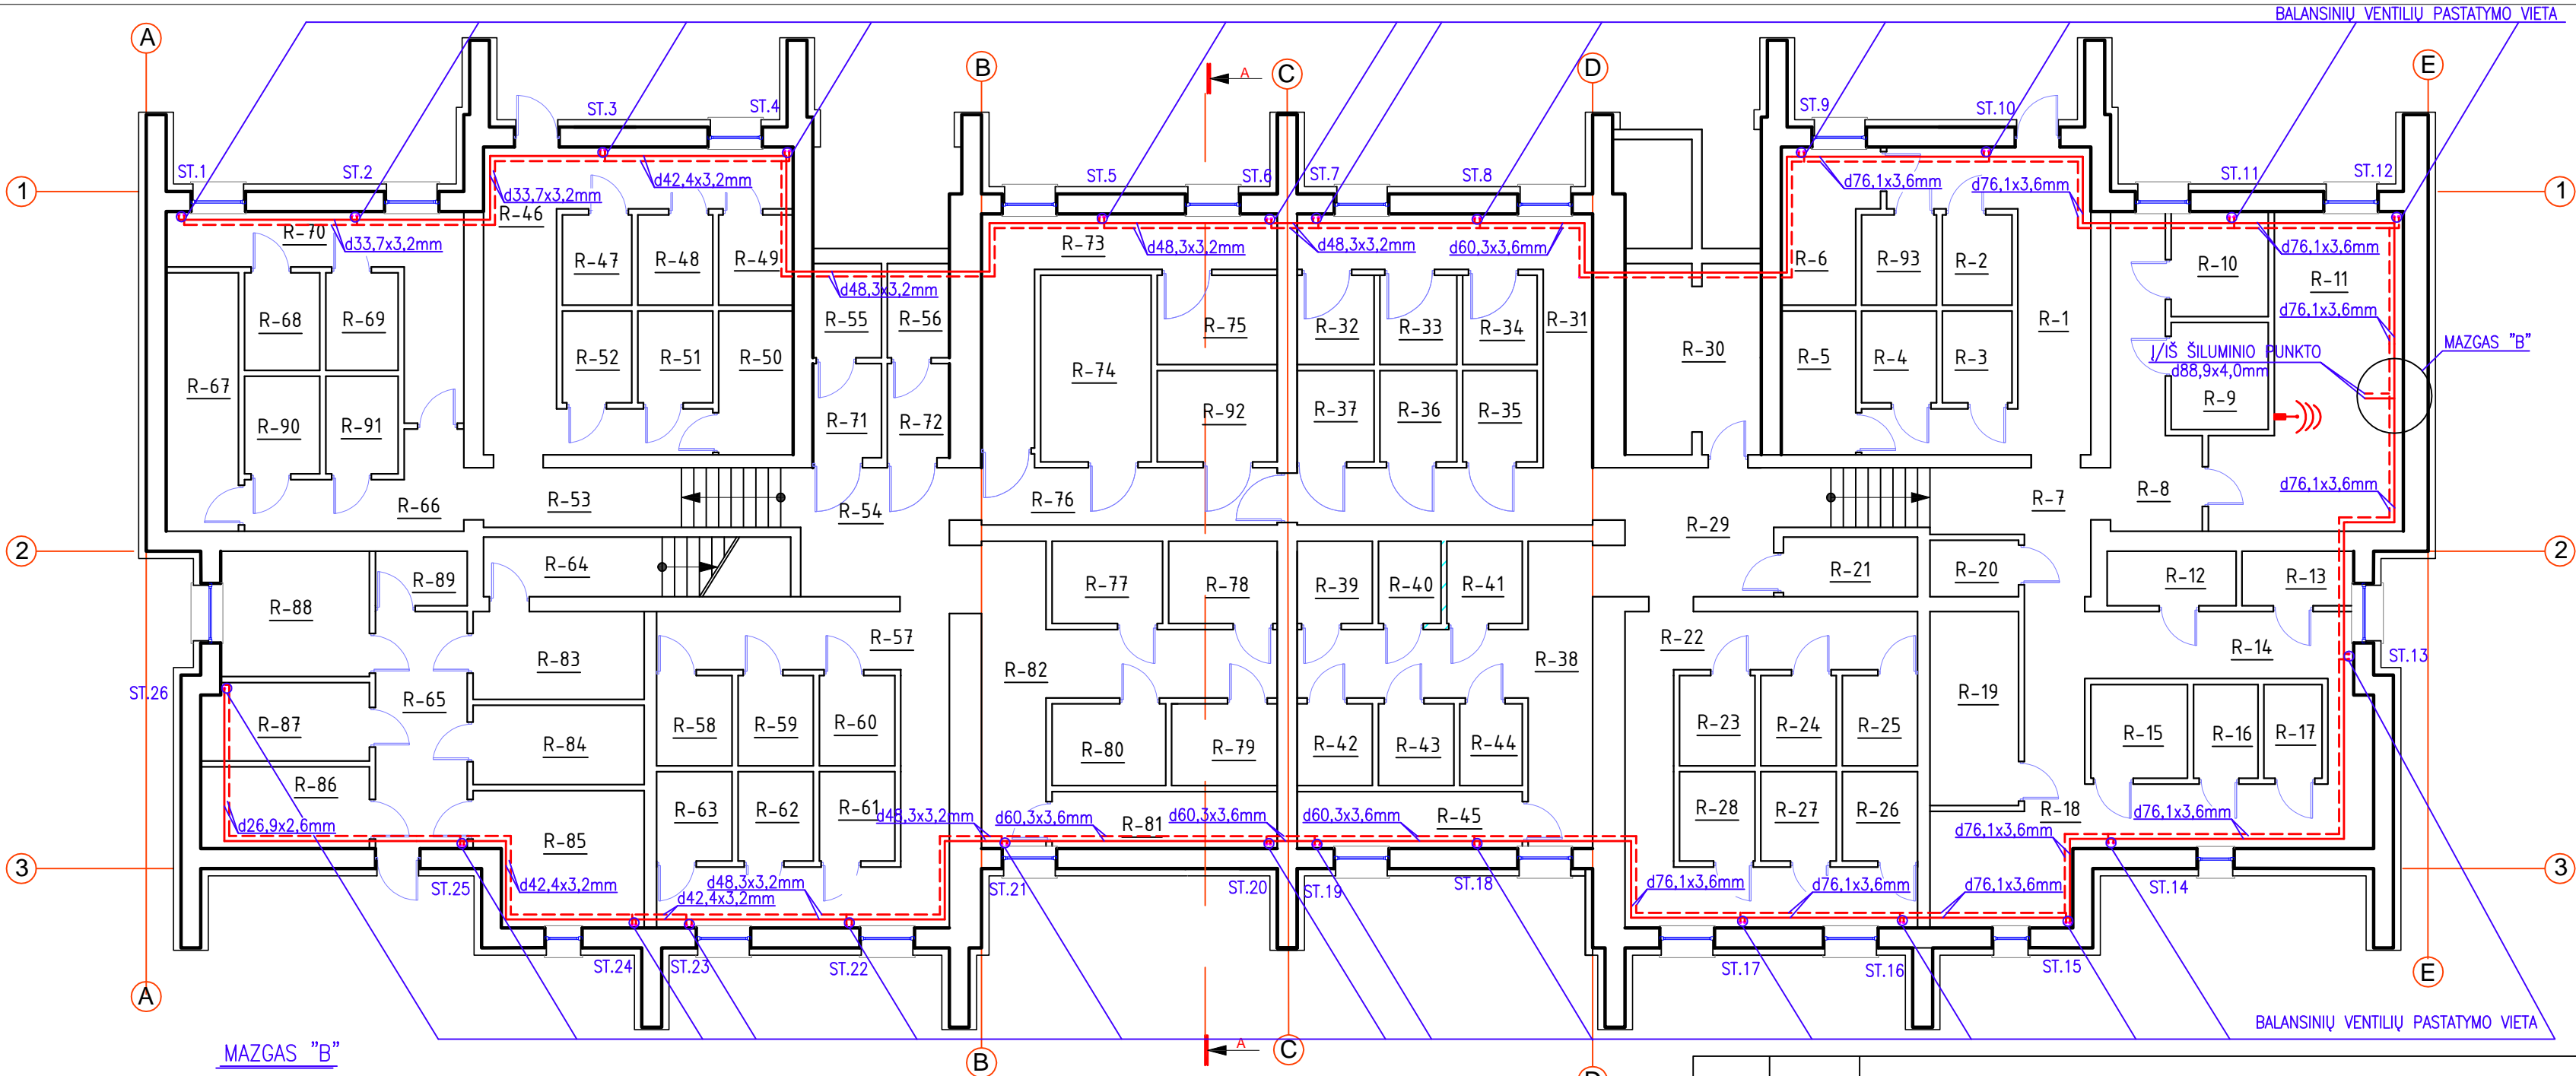 BALANSINIŲ VENTILIŲ PASTATYMO VIETA
A
B
A
C
D
E
ST.3
ST.4
ST.9
ST.10
ST.1
ST.2
ST.5
ST.6
ST.7
ST.8
ST.11
ST.12
1
d33,7x3,2mm
d42,4x3,2mm
d76,1x3,6mm
d76,1x3,6mm
1
R-46
R-70
d33,7x3,2mm
R-73
d48,3x3,2mm
d48,3x3,2mm
d60,3x3,6mm
d76,1x3,6mm
R-47
R-48
R-49
R-6
R-93
R-2
R-10
R-11
d48,3x3,2mm
d76,1x3,6mm
R-68
R-69
R-55
R-56
R-75
R-32
R-33
R-34
R-31
R-1
R-30
MAZGAS "B"
Į/IŠ ŠILUMINIO PUNKTO
d88,9x4,0mm
R-67
R-52
R-51
R-50
R-74
R-5
R-4
R-3
R-9
R-90
R-91
R-71
R-72
R-92
R-37
R-36
R-35
d76,1x3,6mm
R-66
R-53
R-54
R-76
R-29
R-7
R-8
2
R-64
R-89
R-88
R-77
R-78
R-39
R-40
R-41
R-21
R-20
R-12
R-13
2
R-57
R-83
R-82
R-38
R-22
R-14
ST.13
ST.26
R-65
R-87
R-84
R-58
R-59
R-60
R-80
R-79
R-42
R-43
R-44
R-23
R-24
R-25
R-19
R-15
R-16
R-17
R-86
d26,9x2,6mm
R-63
R-62
R-61
d48,3x3,2mm
d60,3x3,6mm
R-81
d60,3x3,6mm
d60,3x3,6mm
R-45
R-28
R-27
R-26
R-18
d76,1x3,6mm
d76,1x3,6mm
R-85
3
ST.25
d42,4x3,2mm
d48,3x3,2mm
d42,4x3,2mm
ST.21
ST.20
ST.19
ST.18
d76,1x3,6mm
d76,1x3,6mm
d76,1x3,6mm
ST.14
3
ST.24
ST.23
ST.22
ST.17
ST.16
ST.15
A
E
BALANSINIŲ VENTILIŲ PASTATYMO VIETA
MAZGAS "B"
B
A
C
D